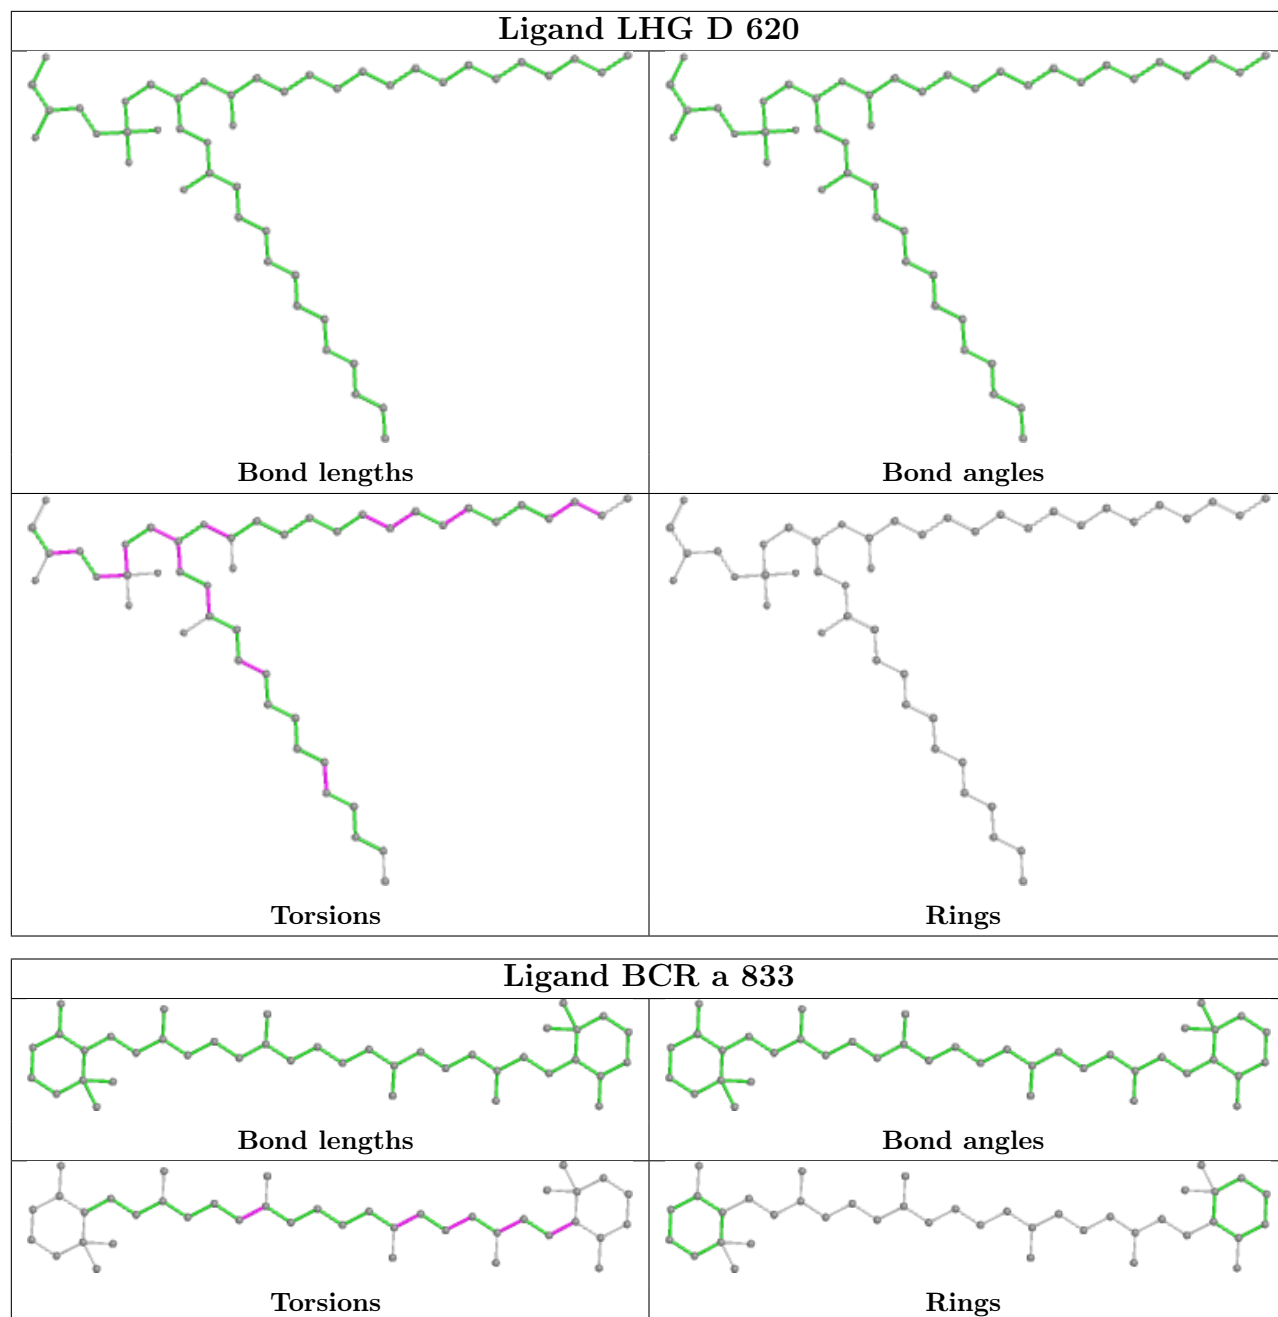 Ligand LHG D 620
Bond lengths
Bond angles
Torsions
Rings
Ligand BCR a 833
Bond lengths
Bond angles
Torsions
Rings